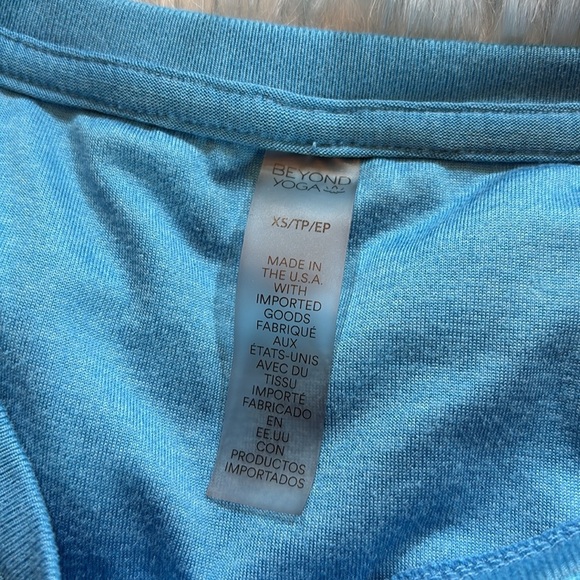 BEYOND
YOGA
XS/TP/EP
MADE IN
THE U.S.A.
WITH
IMPORTED
GOODS
FABRIQUÉ
AUX
ÉTATS-UNIS
AVEC DU
TISSU
IMPORTÉ
FABRICADO
EN
EE.UU
CON
PRODUCTOS
IMPORTADOS